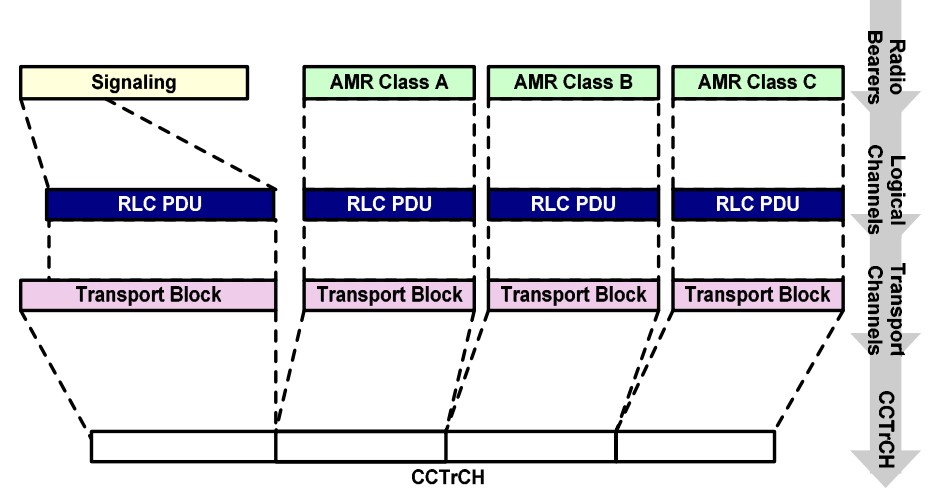 Signaling
AMR Class A
AMR Class B
AMR Class C
Radio
Bearers
RLC PDU
RLC PDU
RLC PDU
RLC PDU
Logical
Channels
Transport Block
Transport Block
Transport Block
Transport Block
Transport
Channels
CCTrCH
CCTrCH